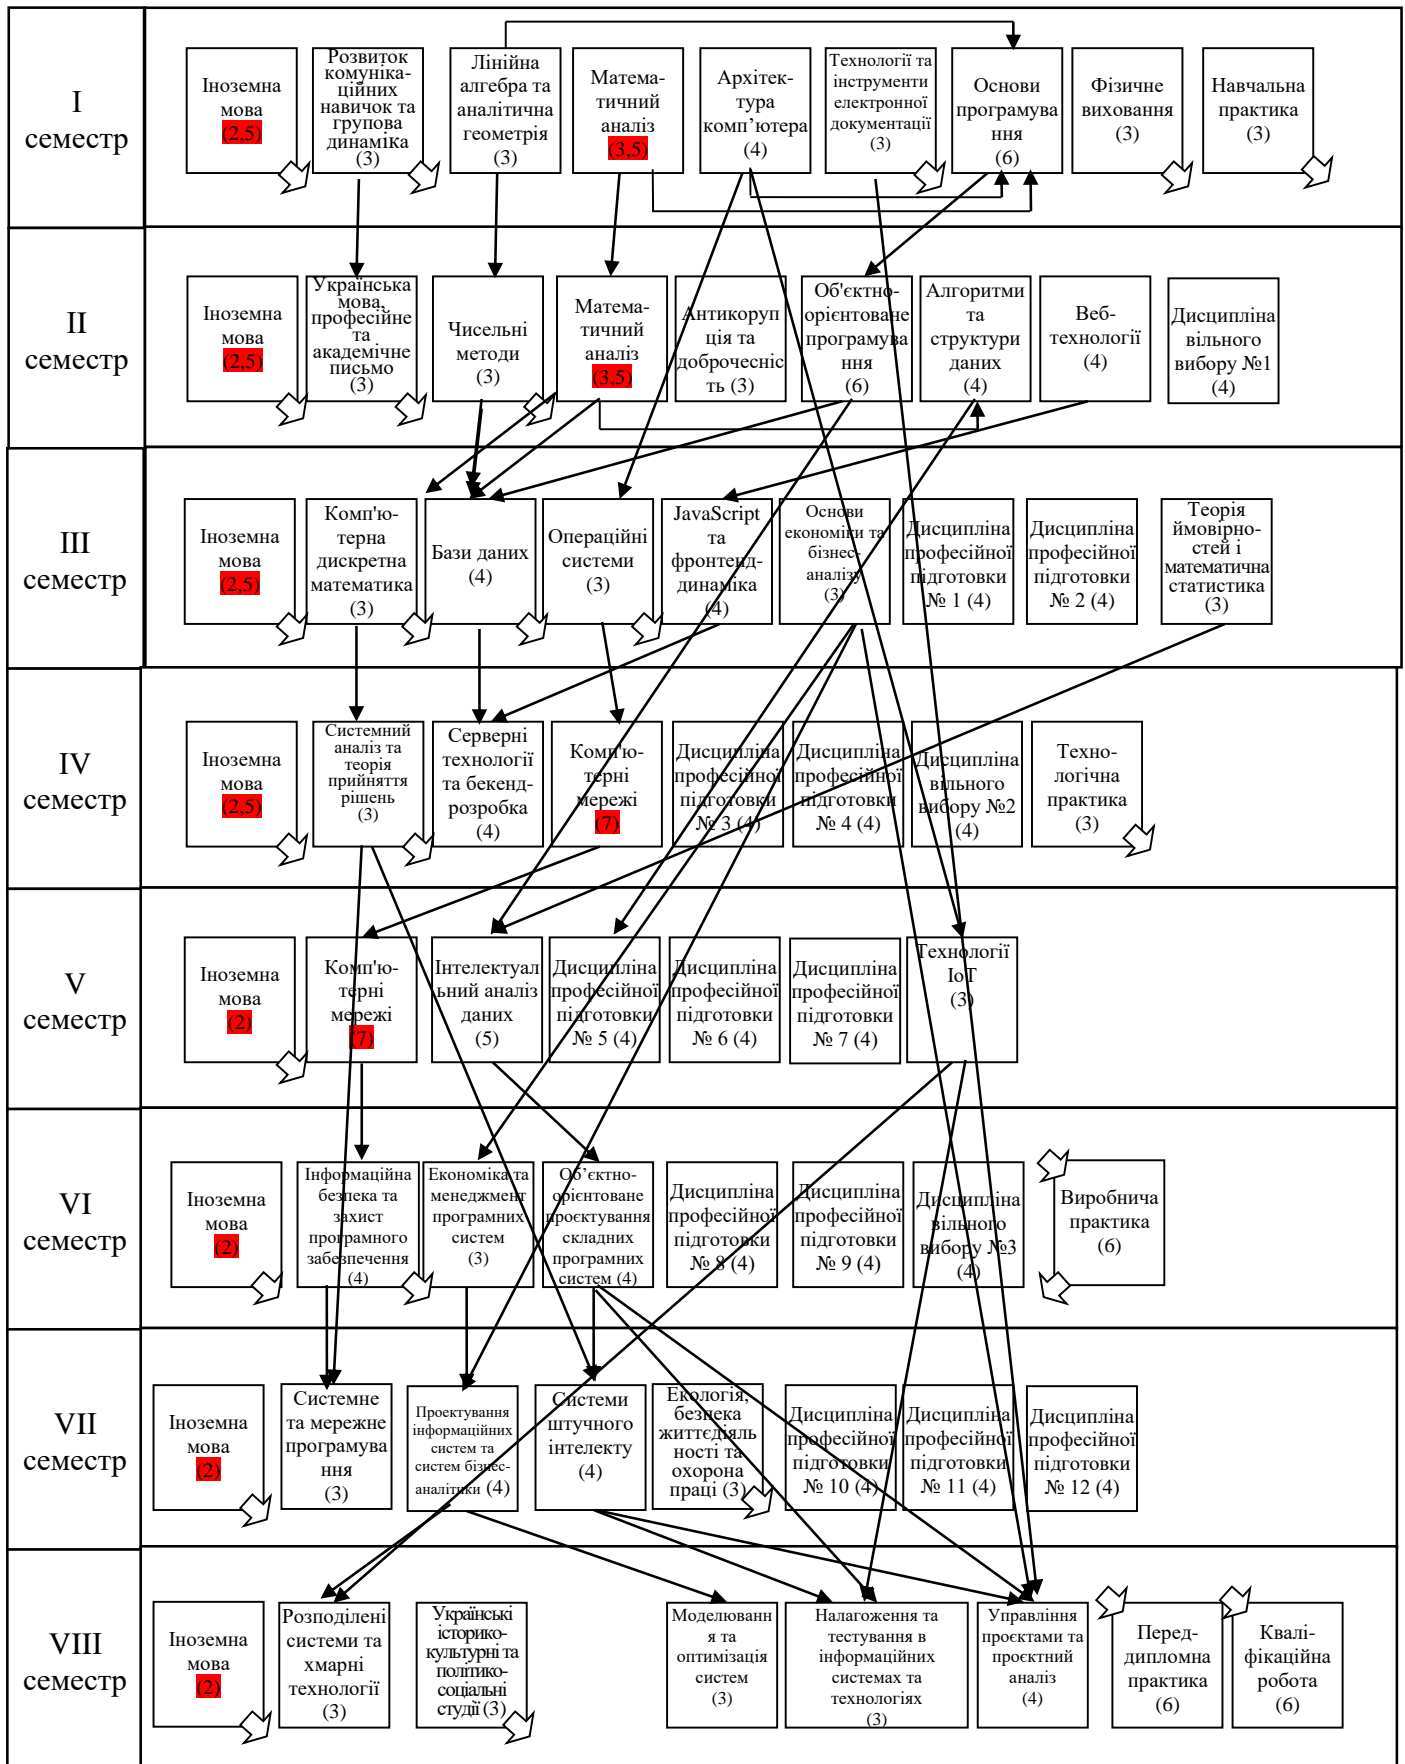 I
семестр
Іноземна
мова
(2,5)
Розвиток
комуніка-
ційних
навичок та
групова
динаміка
(3)
Лінійна
алгебра та
аналітична
геометрія
(3)
Матема-
тичний
аналіз
(3,5)
Архітек-
тура
комп’ютера
(4)
Технології та
інструменти
електронної
документації
(3)
Основи
програмува
ння
(6)
Фізичне
виховання
(3)
Навчальна
практика
(3)
II
семестр
Іноземна
мова
(2,5)
Українська
мова,
професійне
та
академічне
письмо
(3)
Чисельні
методи
(3)
Матема-
тичний
аналіз
(3,5)
Антикоруп
ція та
доброчесніс
ть (3)
Об'єктно-
орієнтоване
програмува
ння
(6)
Алгоритми
та
структури
даних
(4)
Веб-
технології
(4)
Дисципліна
вільного
вибору №1
(4)
III
семестр
Іноземна
мова
(2,5)
Комп'ю-
терна
дискретна
математика
(3)
Бази даних
(4)
Операційні
системи
(3)
JavaScript
та
фронтенд-
динаміка
(4)
Основи
економіки та
бізнес-
аналізу
(3)
Дисципліна
професійної
підготовки
№ 1 (4)
Дисципліна
професійної
підготовки
№ 2 (4)
Теорія
ймовірно-
стей і
математична
статистика
(3)
IV
семестр
Іноземна
мова
(2,5)
Системний
аналіз та
теорія
прийняття
рішень
(3)
Серверні
технології
та бекенд-
розробка
(4)
Комп'ю-
терні
мережі
(7)
Дисципліна
професійної
підготовки
№ 3 (4)
Дисципліна
професійної
підготовки
№ 4 (4)
Дисципліна
вільного
вибору №2
(4)
Техно-
логічна
практика
(3)
V
семестр
Іноземна
мова
(2)
Комп'ю-
терні
мережі
(7)
Інтелектуал
ьний аналіз
даних
(5)
Дисципліна
професійної
підготовки
№ 5 (4)
Дисципліна
професійної
підготовки
№ 6 (4)
Дисципліна
професійної
підготовки
№ 7 (4)
Технології
IoT
(3)
VI
семестр
Іноземна
мова
(2)
Інформаційна
безпека та
захист
програмного
забезпечення
(4)
Економіка та
менеджмент
програмних
систем
(3)
Об’єктно-
орієнтоване
проєктування
складних
програмних
систем (4)
Дисципліна
професійної
підготовки
№ 8 (4)
Дисципліна
професійної
підготовки
№ 9 (4)
Дисципліна
вільного
вибору №3
(4)
Виробнича
практика
(6)
VII
семестр
Іноземна
мова
(2)
Системне
та мережне
програмува
ння
(3)
Проектування
інформаційних
систем та
систем бізнес-
аналітики (4)
Системи
штучного
інтелекту
(4)
Екологія,
безпека
життєдіяль
ності та
охорона
праці (3)
Дисципліна
професійної
підготовки
№ 10 (4)
Дисципліна
професійної
підготовки
№ 11 (4)
Дисципліна
професійної
підготовки
№ 12 (4)
VIII
семестр
Іноземна
мова
(2)
Розподілені
системи та
хмарні
технології
(3)
Українські
історико-
культурні та
політико-
соціальні
студії (3)
Моделюванн
я та
оптимізація
систем
(3)
Налагоження та
тестування в
інформаційних
системах та
технологіях
(3)
Управління
проєктами та
проєктний
аналіз
(4)
Перед-
дипломна
практика
(6)
Квалі-
фікаційна
робота
(6)